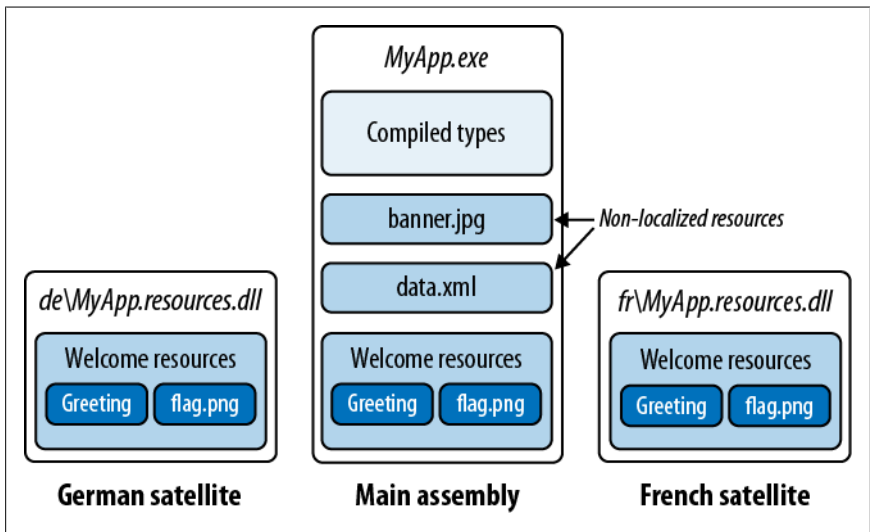 MyApp.exe
Compiled types
banner.jpg
Non-localized resources
data.xml
de\MyApp.resources.dll
Welcome resources
Greeting
flag.png
Welcome resources
Greeting
flag.png
fr\MyApp.resources.dll
Welcome resources
Greeting
flag.png
German satellite
Main assembly
French satellite